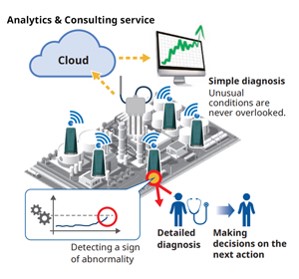 Analytics & Consulting service
Cloud
Simple diagnosis
Unusual
conditions are
never overlooked.
Detecting a sign
of abnormality
Detailed
diagnosis
Making
decisions on the
next action